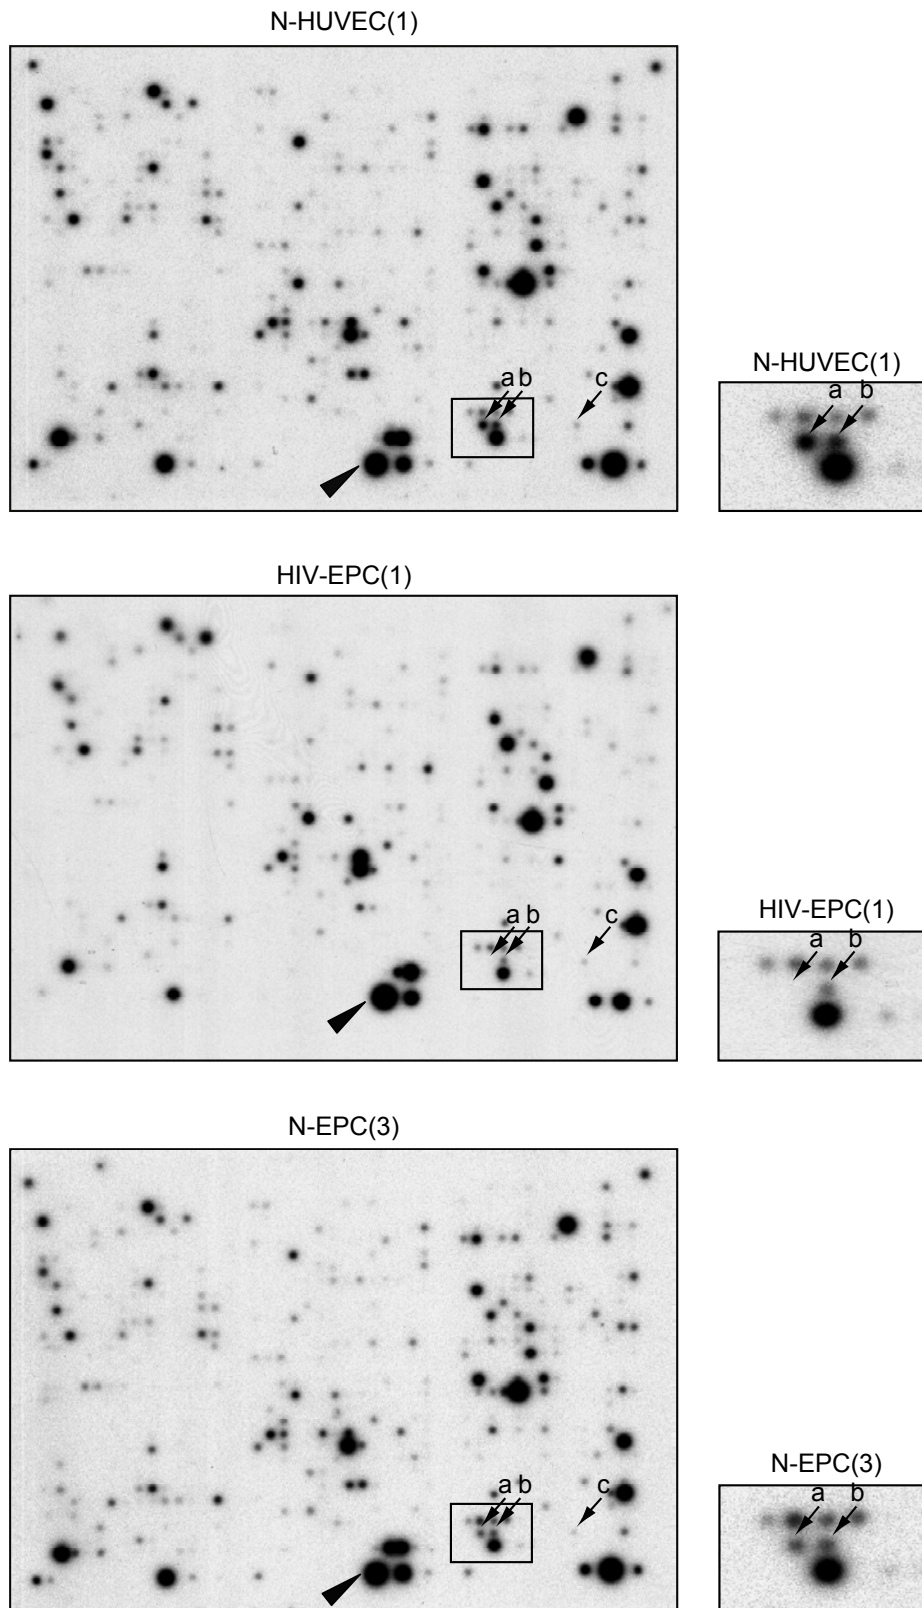 N-HUVEC(1)
a b
c
N-HUVEC(1)
a b
HIV-EPC(1)
a b
c
HIV-EPC(1)
a b
N-EPC(3)
a b
c
N-EPC(3)
a b